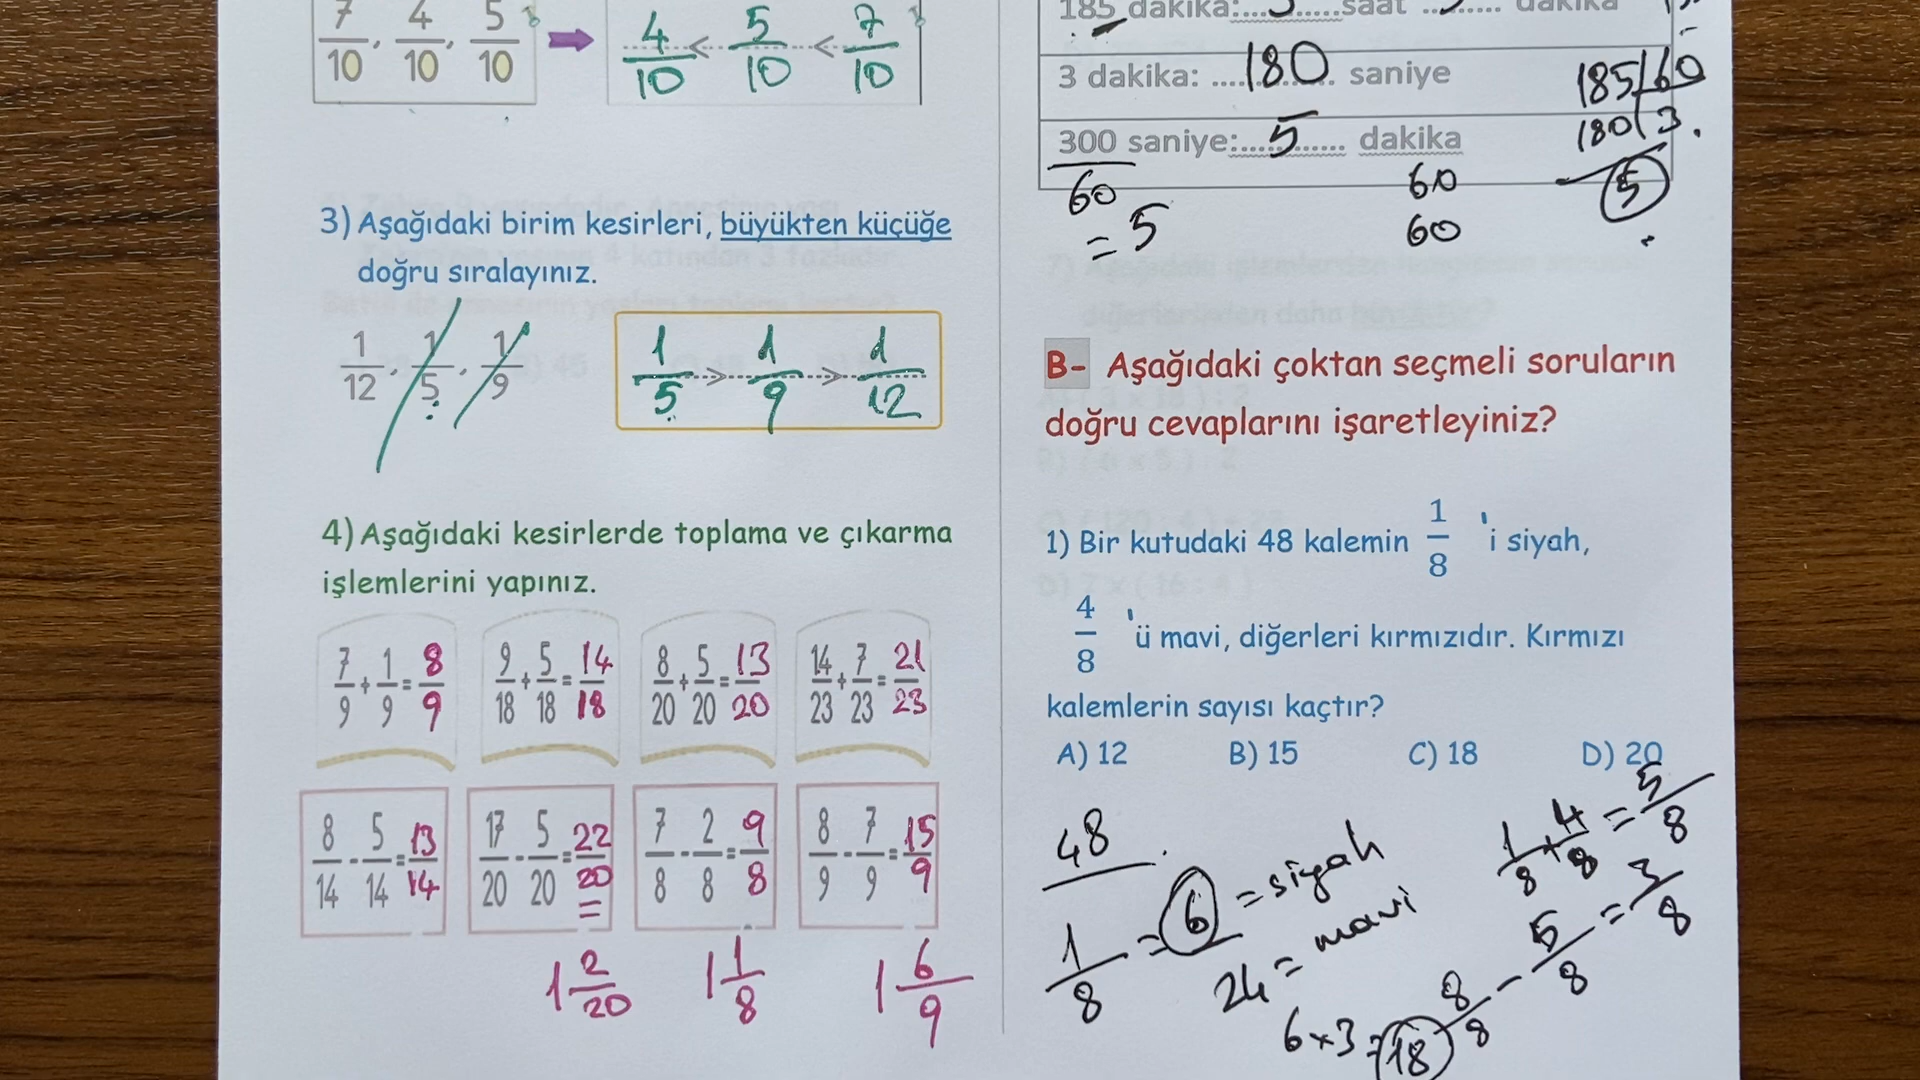 7/10, 4/10, 5/10 4/10 < 5/10 < 7/10
3) Aşağıdaki birim kesirleri, büyükten küçüğe
doğru sıralayınız.
1/12, 1/5, 1/9 1/5 > 1/9 > 1/12
4) Aşağıdaki kesirlerde toplama ve çıkarma
işlemlerini yapınız.
7/9 + 1/9 = 8/9 9/18 + 5/18 = 14/18 8/20 + 5/20 = 13/20 14/23 + 7/23 = 21/23
8/14 - 5/14 = 13/14 17/20 - 5/20 = 22/20 = 7/8 - 2/8 = 9/8 8/9 - 7/9 = 15/9
1 2/20 1 1/8 1 6/9
185 dakika:.........saat ......... dakika
3 dakika: ....180.... saniye
300 saniye:....5.... dakika
60
= 5
60
60
185 60
180 3
5
B- Aşağıdaki çoktan seçmeli soruların
doğru cevaplarını işaretleyiniz?
1) Bir kutudaki 48 kalemin 1/8 'i siyah,
4/8 'ü mavi, diğerleri kırmızıdır. Kırmızı
kalemlerin sayısı kaçtır?
A) 12 B) 15 C) 18 D) 20
48
1/8 = 6 = siyah
24 = mavi
6x3 = 18
1/8 + 4/8 = 5/8
8/8 - 5/8 = 3/8